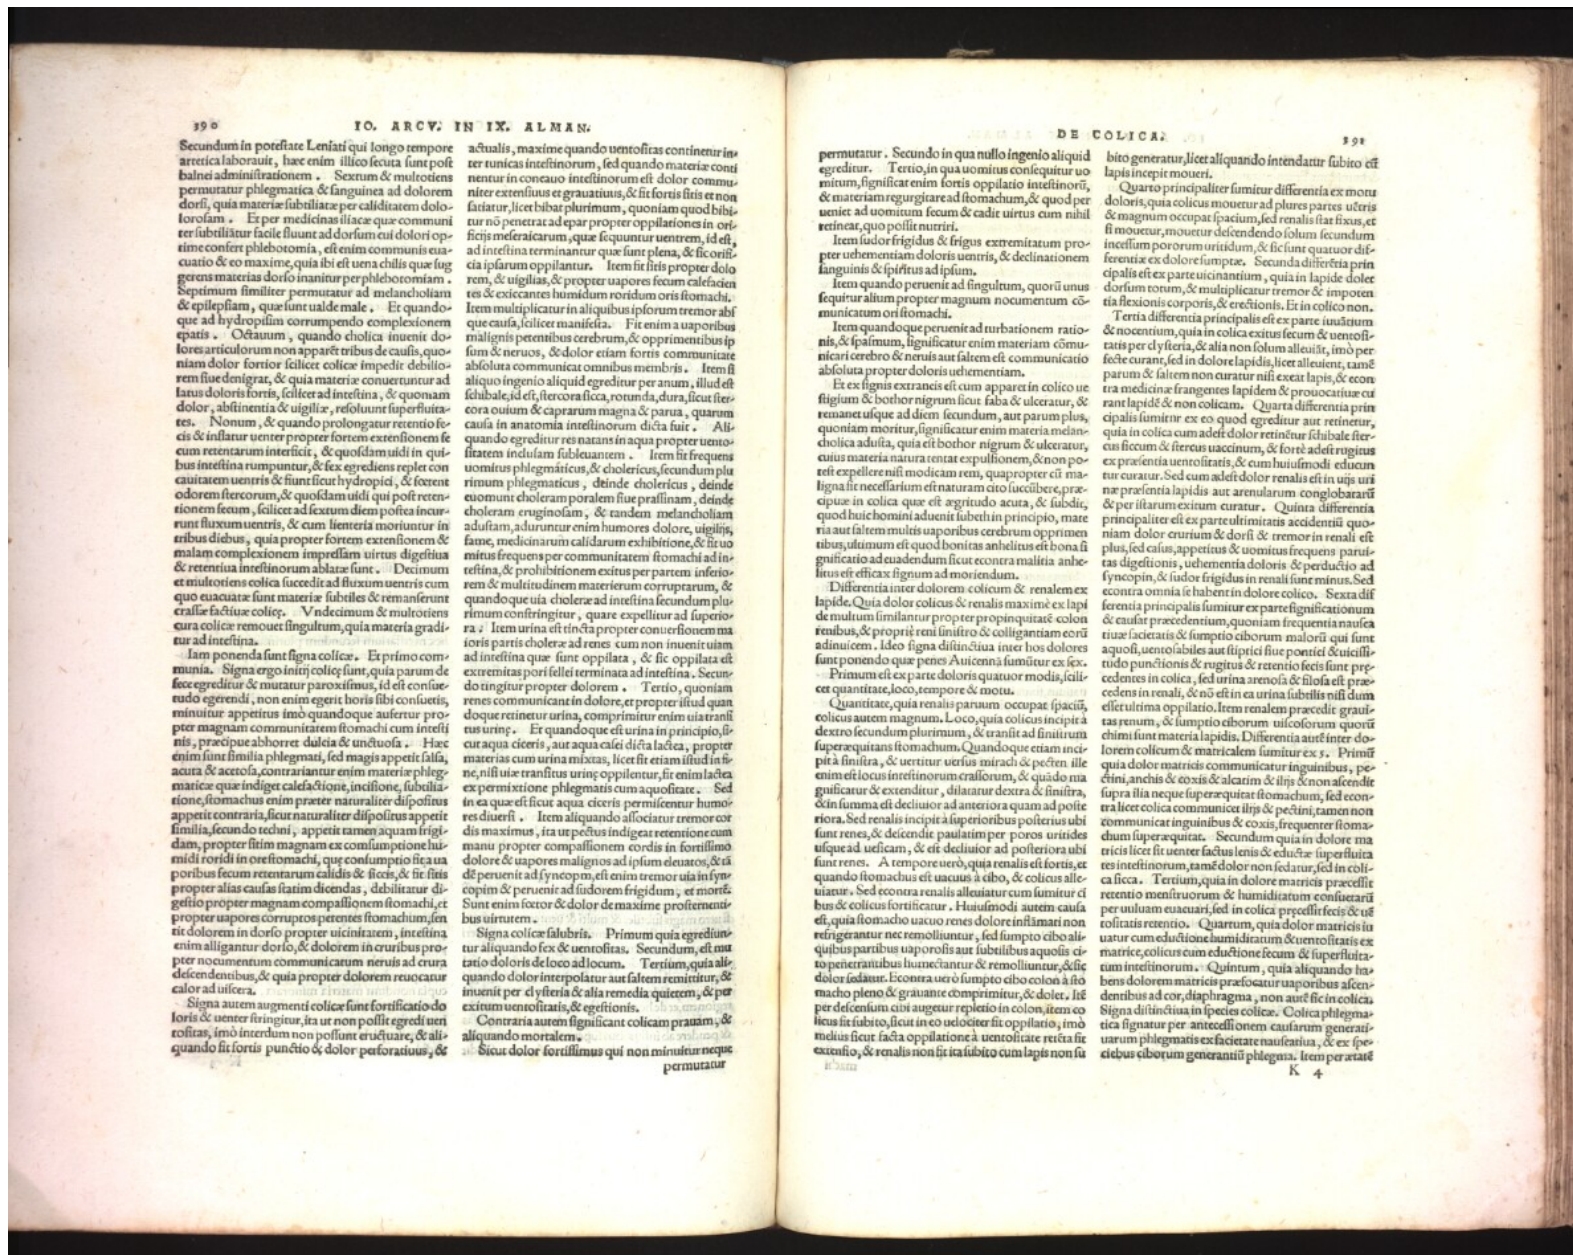 390
IO. ARCV. IN IX. ALMAN.
Secundum in potestate Leniati qui longo tempore
artetica laborauit, hæc enim illico secuta sunt post
balnei administrationem. Sextum & multotiens
permutatur phlegmatica & sanguinea ad dolorem
dorsi, quia materiæ subtiliatæ per caliditatem dolo-
lorosam. Et per medicinas iliacæ quæ communi
ter subtiliātur facile fluunt ad dorsum cui dolori op-
time confert phlebotomia, est enim communis eua-
cuatio & eo maxime, quia ibi est uena chilis quæ sug
gerens materias dorso inanitur per phlebotomiam.
Septimum similiter permutatur ad melancholiam
& epilepsiam, quæ sunt ualde male. Et quando-
que ad hydropisim corrumpendo complexionem
epatis. Octauum, quando cholica inuenit do-
lores articulorum non apparēt tribus de causis, quo-
niam dolor fortior scilicet colicæ impedit debilio-
rem siue denigrat, & quia materiæ conuertuntur ad
latus doloris fortis, scilicet ad intestina, & quoniam
dolor, abstinentia & uigiliæ, resoluunt superfluita-
tes. Nonum, & quando prolongatur retentio fe-
cis & inflatur uenter propter fortem extensionem fe
cum retentarum interficit, & quosdam uidi in qui-
bus intestina rumpuntur, & fex egrediens replet con
cauitatem uentris & fiunt sicut hydropici, & fœtent
odorem stercorum, & quosdam uidi qui post reten-
tionem fecum, scilicet ad sextum diem postea incur-
runt fluxum uentris, & cum lienteria moriuntur in
tribus diebus, quia propter fortem extensionem &
malam complexionem impressam uirtus digestiua
& retentiua intestinorum ablatæ sunt. Decimum
et multotiens colica succedit ad fluxum uentris cum
quo euacuatæ sunt materiæ subtiles & remanserunt
crassæ factiuæ colicę. Vndecimum & multotiens
cura colicæ remouet singultum, quia materia gradi-
tur ad intestina.
Iam ponenda sunt signa colicæ. Et primo com-
munia. Signa ergo initij colicę sunt, quia parum de
fece egreditur & mutatur paroxismus, id est consue-
tudo egerendi, non enim egerit horis sibi consuetis,
minuitur appetitus imò quandoque aufertur pro-
pter magnam communitatem stomachi cum intesti
nis, præcipue abhorret dulcia & unctuosa. Hæc
enim sunt similia phlegmati, sed magis appetit salsa,
acuta & acetosa, contrariantur enim materiæ phleg-
maticæ quæ indiget calefactione, incisione, subtilia-
tione, stomachus enim præter naturaliter dispositus
appetit contraria, sicut naturaliter dispositus appetit
similia, secundo techni, appetit tamen aquam frigi-
dam, propter sitim magnam ex comsumptione hu-
midi roridi in ore stomachi, quę consumptio fit a ua
poribus fecum retentarum calidis & siccis, & fit sitis
propter alias causas statim dicendas, debilitatur di-
gestio propter magnam compassionem stomachi, et
propter uapores corruptos petentes stomachum, sen
tit dolorem in dorso propter uicinitatem, intestina
enim alligantur dorso, & dolorem in cruribus pro-
pter nocumentum communicatum neruis ad crura
descendentibus, & quia propter dolorem reuocatur
calor ad uiscera.
Signa autem augmenti colicæ sunt fortificatio do
loris & uenter stringitur, ita ut non possit egredi uen
tositas, imò interdum non possunt eructuare, & ali-
quando fit fortis punctio & dolor perforatiuus, &
actualis, maxime quando uentositas continetur in-
ter tunicas intestinorum, sed quando materiæ conti
nentur in concauo intestinorum est dolor commu-
niter extensiuus et grauatiuus, & fit fortis sitis et non
satiatur, licet bibat plurimum, quoniam quod bibi-
tur nō penetrat ad epar propter oppilationes in ori-
ficijs meseraicarum, quæ sequuntur uentrem, id est,
ad intestina terminantur quæ sunt plena, & sic orifi-
cia ipsarum oppilantur. Item fit sitis propter dolo
rem, & uigilias, & propter uapores fecum calefacien
tes & exiccantes humidum roridum oris stomachi.
Item multiplicatur in aliquibus ipsorum tremor absʼ
que causa, scilicet manifesta. Fit enim a uaporibus
malignis petentibus cerebrum, & opprimentibus ip
sum & neruos, & dolor etiam fortis communitate
absoluta communicat omnibus membris. Item si
aliquo ingenio aliquid egreditur per anum, illud est
schibale, id est, stercora sicca, rotunda, dura, sicut ster-
cora ouium & caprarum magna & parua, quarum
causa in anatomia intestinorum dicta fuit. Ali-
quando egreditur res natans in aqua propter uento-
sitatem inclusam subleuantem. Item fit frequens
uomitus phlegmaticus, & cholericus, secundum plu
rimum phlegmaticus, deinde cholericus, deinde
euomunt choleram poralem siue prassinam, deinde
choleram eruginosam, & tandem melancholiam
adustam, aduruntur enim humores dolore, uigilijs,
fame, medicinarum calidarum exhibitione, & fit uo
mitus frequens per communitatem stomachi ad in-
testina, & prohibitionem exitus per partem inferio-
rem & multitudinem materierum corruptarum, &
quandoque uia choleræ ad intestina secundum plu-
rimum constringitur, quare expellitur ad superio-
ra. Item urina est tincta propter conuersionem ma
ioris partis choleræ ad renes cum non inuenit uiam
ad intestina quæ sunt oppilata, & sic oppilata est
extremitas pori fellei terminata ad intestina. Secun-
do tingitur propter dolorem. Tertio, quoniam
renes communicant in dolore, et propter istud quan
doque retinetur urina, comprimitur enim uia transi
tus urinę. Et quandoque est urina in principio, si-
cut aqua ciceris, aut aqua casei dicta lactea, propter
materias cum urina mixtas, licet fit etiam istud in fi-
ne, nisi uiæ transitus urinę oppilentur, fit enim lactea
ex permixtione phlegmatis cum aquositate. Sed
in ea quæ est sicut aqua ciceris permiscentur humo-
res diuersi. Item aliquando associatur tremor cor
dis maximus, ita ut pectus indigeat retentione cum
manu propter compassionem cordis in fortissimo
dolore & uapores malignos ad ipsum eleuatos, & tā
dē peruenit ad syncopim, est enim tremor uia in syn-
copim & peruenit ad sudorem frigidum, et mortē.
Sunt enim fœtor & dolor de maxime prosternenti-
bus uirtutem.
Signa colicæ salubris. Primum quia egrediun-
tur aliquando fex & uentositas. Secundum, est mu
tatio doloris de loco ad locum. Tertium, quia ali-
quando dolor interpolatur aut saltem remittitur, &
inuenit per clysteria & alia remedia quietem, & per
exitum uentositatis, & egestionis.
Contraria autem significant colicam prauam, &
aliquando mortalem.
Sicut dolor fortissimus qui non minuitur neque
permutatur
DE COLICA.
391
permutatur. Secundo in qua nullo ingenio aliquid
egreditur. Tertio, in qua uomitus consequitur uo
mitum, significat enim fortis oppilatio intestinorū,
& materiam regurgitare ad stomachum, & quod per
ueniet ad uomitum fecum & cadit uirtus cum nihil
retineat, quo possit nutriri.
Item sudor frigidus & frigus extremitatum pro-
pter uehementiam doloris uentris, & declinationem
sanguinis & spiritus ad ipsum.
Item quando peruenit ad singultum, quorū unus
sequitur alium propter magnum nocumentum cō-
municatum ori stomachi.
Item quandoque peruenit ad turbationem ratio-
nis, & spasmum, significatur enim materiam cōmu-
nicari cerebro & neruis aut saltem est communicatio
absoluta propter doloris uehementiam.
Et ex signis extraneis est cum apparet in colico ue
stigium & bothor nigrum sicut faba & ulceratur, &
remanet usque ad diem secundum, aut parum plus,
quoniam moritur, significatur enim materia melan-
cholica adusta, quia est bothor nigrum & ulceratur,
cuius materia natura tentat expulsionem, & non po-
test expellere nisi modicam rem, quapropter cū ma-
ligna sit necessarium est naturam cito succūbere, præ-
cipuæ in colica quæ est ægritudo acuta, & subdit,
quod huic homini aduenit subeth in principio, mate
ria aut saltem multis uaporibus cerebrum opprimen
tibus, ultimum est quod bonitas anhelitus est bona si
gnificatio ad euadendum sicut econtra malitia anhe-
litus est efficax signum ad moriendum.
Differentia inter dolorem colicum & renalem ex
lapide. Quia dolor colicus & renalis maximè ex lapi
de multum similantur propter propinquitatē colon
renibus, & propriè reni sinistro & colligantiam eorū
adinuicem. Ideo signa distinctiua inter hos dolores
sunt ponendo quæ penes Auicennā sumūtur ex sex.
Primum est ex parte doloris quatuor modis, scili-
cet quantitate, loco, tempore & motu.
Quantitate, quia renalis paruum occupat spaciū,
colicus autem magnum. Loco, quia colicus incipit à
dextro secundum plurimum, & transit ad sinistrum
superæquitans stomachum. Quandoque etiam inci-
pit à sinistra, & uertitur uersus mirach & pecten ille
enim est locus intestinorum crassorum, & quādo ma
gnificatur & extenditur, dilatatur dextra & sinistra,
& in summa est decliuior ad anteriora quam ad poste
riora. Sed renalis incipit à superioribus posterius ubi
sunt renes, & descendit paulatim per poros uritides
usque ad uesicam, & est decliuior ad posteriora ubi
sunt renes. A tempore uerò, quia renalis est fortis, et
quando stomachus est uacuus à cibo, & colicus alle-
uiatur. Sed econtra renalis alleuiatur cum sumitur ci
bus & colicus fortificatur. Huiusmodi autem causa
est, quia stomacho uacuo renes dolore inflāmati non
refrigerantur nec remolliuntur, sed sumpto cibo ali-
quibus partibus uaporosis aut subtilibus aquosis ci-
to penetrantibus humectantur & remolliuntur, & sic
dolor sedatur. Econtra uerò sumpto cibo colon à sto
macho pleno & grauante comprimitur, & dolet. Itē
per descensum cibi augetur repletio in colon, item co
licus fit subito, sicut in eo uelociter fit oppilatio, imò
melius sicut facta oppilatione à uentositate retēta fit
extensio, & renalis non fit ita subito cum lapis non su
bito generatur, licet aliquando intendatur subito cū
lapis incepit moueri.
Quarto principaliter sumitur differentia ex motu
doloris, quia colicus mouetur ad plures partes uētris
& magnum occupat spacium, sed renalis stat fixus, et
si mouetur, mouetur descendendo solum secundum
incessum pororum uritidum, & sic sunt quatuor dif-
ferentiæ ex dolore sumptæ. Secunda differētia prin
cipalis est ex parte uicinantium, quia in lapide dolet
dorsum totum, & multiplicatur tremor & impoten
tia flexionis corporis, & erectionis. Et in colico non.
Tertia differentia principalis est ex parte iuuātium
& nocentium, quia in colica exitus fecum & uentosi-
tatis per clysteria, & alia non solum alleuiāt, imò per-
fecte curant, sed in dolore lapidis, licet alleuient, tamē
parum & saltem non curatur nisi exeat lapis, & econ
tra medicinæ frangentes lapidem & prouocatiuæ cu
rant lapidē & non colicam. Quarta differentia prin
cipalis sumitur ex eo quod egreditur aut retinetur,
quia in colica cum adest dolor retinētur schibale ster-
cus siccum & stercus uaccinum, & fortè adest rugitus
ex præsentia uentositatis, & cum huiusmodi educun
tur curatur. Sed cum adest dolor renalis est in uijs uri
næ præsentia lapidis aut arenularum conglobatarū
& per istarum exitum curatur. Quinta differentia
principaliter est ex parte ultimitatis accidentiū quo-
niam dolor crurium & dorsi & tremor in renali est
plus, sed casus, appetitus & uomitus frequens parui-
tas digestionis, uehementia doloris & perductio ad
syncopin, & sudor frigidus in renali sunt minus. Sed
econtra omnia se habent in dolore colico. Sexta dif
ferentia principalis sumitur ex parte significationum
& causat præcedentium, quoniam frequentia nausea
tiuæ sacietatis & sumptio ciborum malorū qui sunt
aquosi, uentosabiles aut stiptici siue pontici & uicissi-
tudo punctionis & rugitus & retentio fecis sunt prę-
cedentes in colica, sed urina arenosa & filosa est præ-
cedens in renali, & nō est in ea urina subtilis nisi dum
esset ultima oppilatio. Item renalem præcedit graui-
tas renum, & sumptio ciborum uiscosorum quorū
chimi sunt materia lapidis. Differentia autē inter do-
lorem colicum & matricalem sumitur ex 5. Primū
quia dolor matricis communicatur inguinibus, pe-
ctini, anchis & coxis & alcatim & ilijs & non ascendit
supra ilia neque superæquitat stomachum, sed econ-
tra licet colica communicet ilijs & pectini, tamen non
communicat inguinibus & coxis, frequenter stoma-
chum superæquitat. Secundum quia in dolore ma
tricis licet fit uenter factus lenis & eductæ superfluita
tes intestinorum, tamē dolor non sedatur, sed in coli-
ca sicca. Tertium, quia in dolore matricis præcessit
retentio menstruorum & humiditatum consuetarū
per uuluam euacuari, sed in colica pręcessit fecis & uē
tositatis retentio. Quartum, quia dolor matricis iu
uatur cum eductione humiditatum & uentositatis ex
matrice, colicus cum eductione fecum & superfluita-
tum intestinorum. Quintum, quia aliquando ha-
bens dolorem matricis præfocatur uaporibus ascen-
dentibus ad cor, diaphragma, non autē sic in colica.
Signa distinctiua in species colicæ. Colica phlegma-
tica signatur per antecessionem causarum generati-
uarum phlegmatis ex sacietate nauseatiua, & ex spe-
ciebus ciborum generantiū phlegma. Item per ætatē
K 4